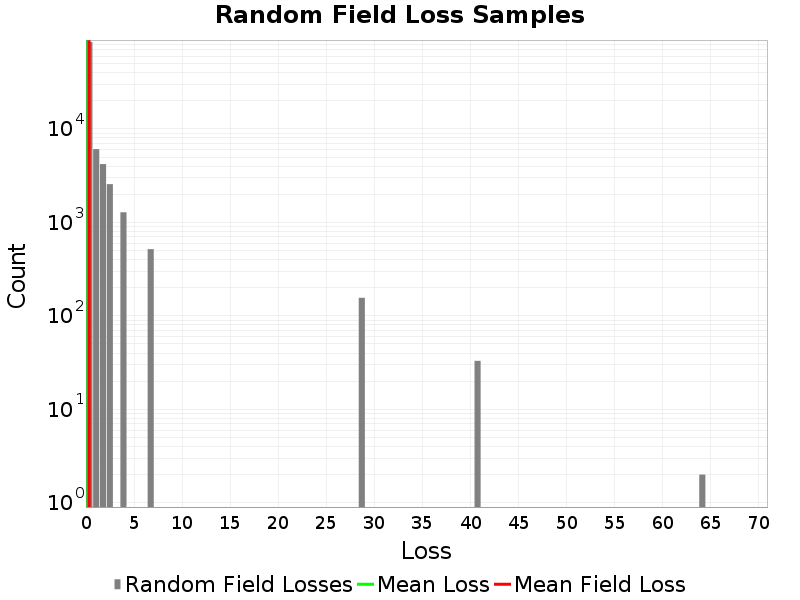 Random Field Loss Samples
Count
10^4
10^3
10^2
10^1
10^0
0 5 10 15 20 25 30 35 40 45 50 55 60 65 70
Loss
Random Field Losses Mean Loss Mean Field Loss